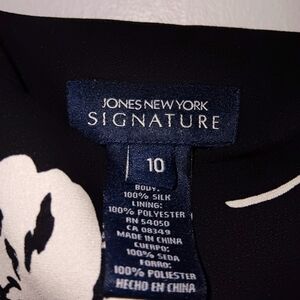 JONES NEW YORK
SIGNATURE
10
BODY:
100% SILK
LINING:
100% POLYESTER
RN 54050
CA 08349
MADE IN CHINA
CUERPO:
100% SEDA
FORRO:
100% POLIESTER
HECHO EN CHINA